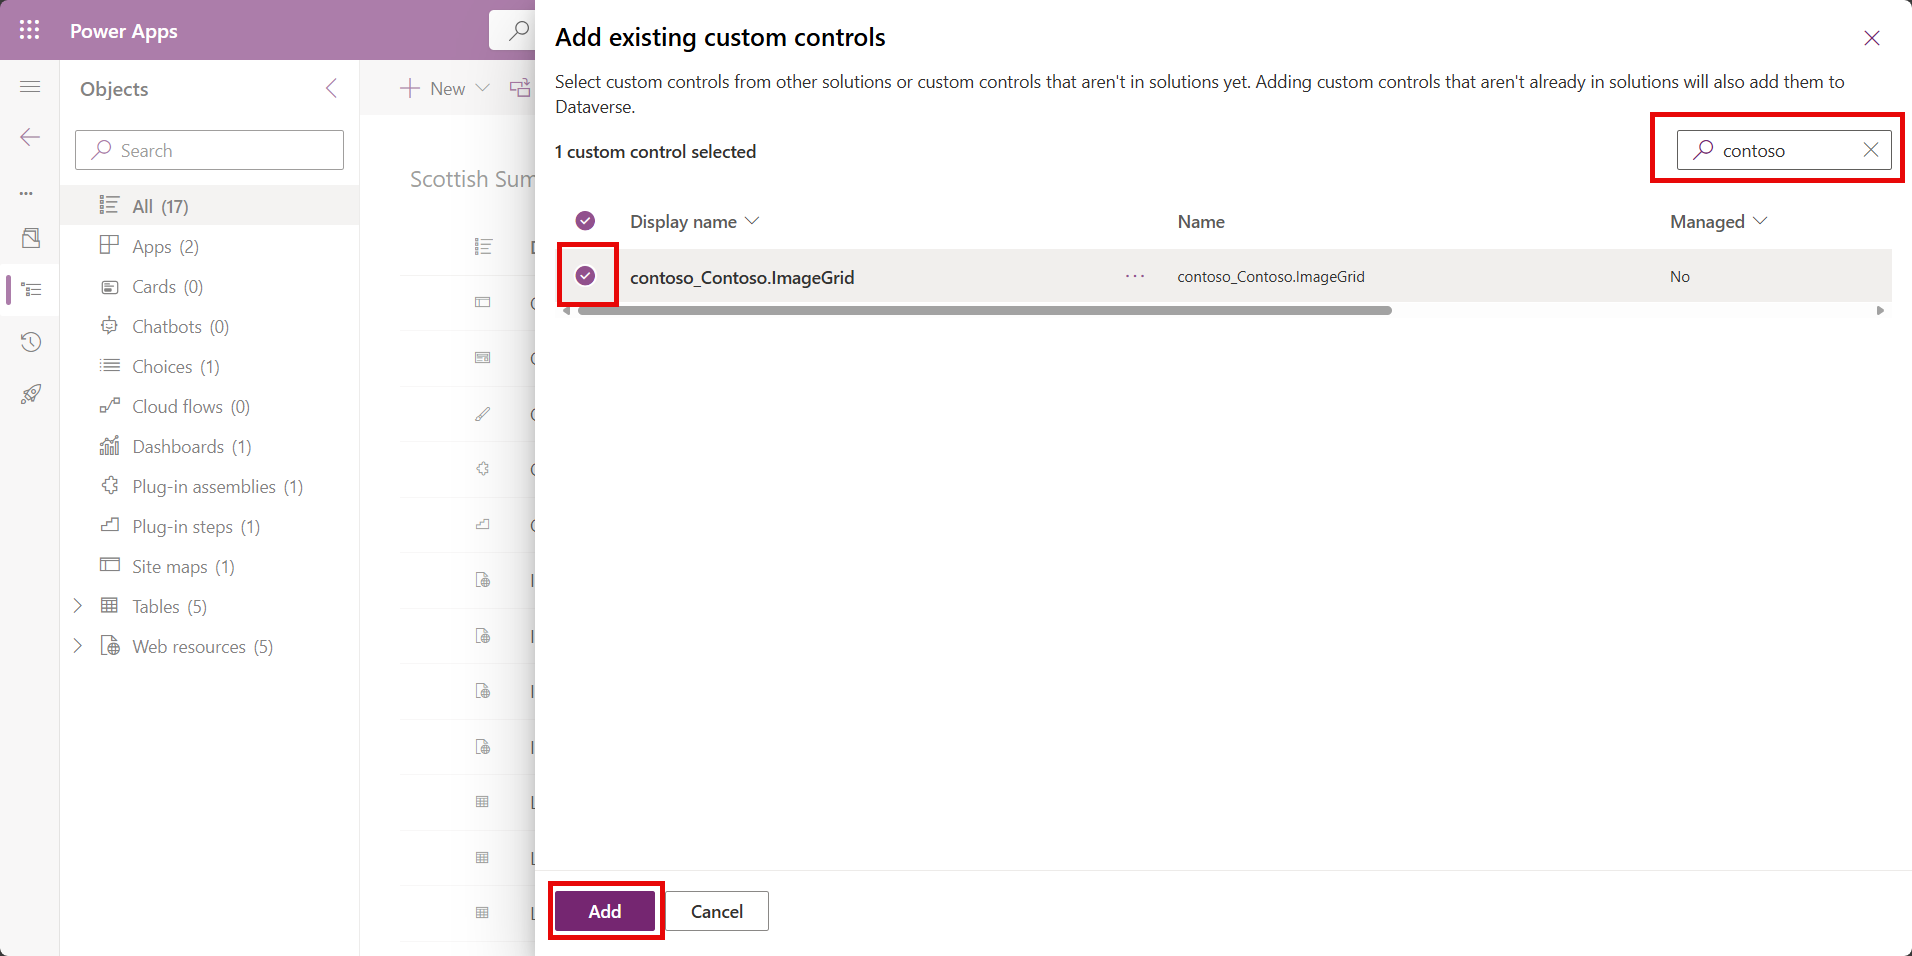 Power Apps
Objects
Search
All (17)
Apps (2)
Cards (0)
Chatbots (0)
Choices (1)
Cloud flows (0)
Dashboards (1)
Plug-in assemblies (1)
Plug-in steps (1)
Site maps (1)
Tables (5)
Web resources (5)
New
Scottish Sum
Add existing custom controls
Select custom controls from other solutions or custom controls that aren't in solutions yet. Adding custom controls that aren't already in solutions will also add them to
Dataverse.
1 custom control selected
contoso
Display name Name Managed
contoso_Contoso.ImageGrid ... contoso_Contoso.ImageGrid No
Add Cancel